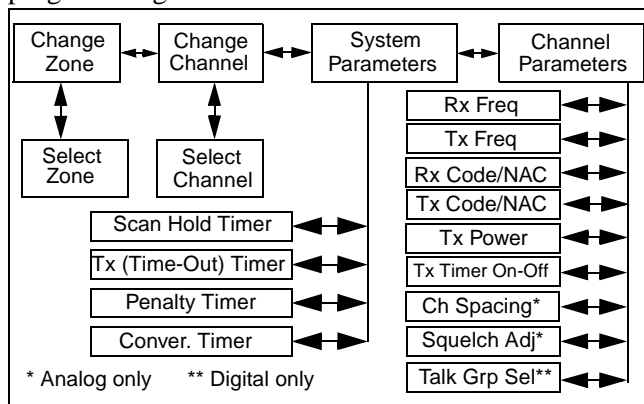 Change Zone
Change Channel
System Parameters
Channel Parameters
Select Zone
Select Channel
Scan Hold Timer
Tx (Time-Out) Timer
Penalty Timer
Conver. Timer
Rx Freq
Tx Freq
Rx Code/NAC
Tx Code/NAC
Tx Power
Tx Timer On-Off
Ch Spacing*
Squelch Adj*
Talk Grp Sel**
* Analog only ** Digital only